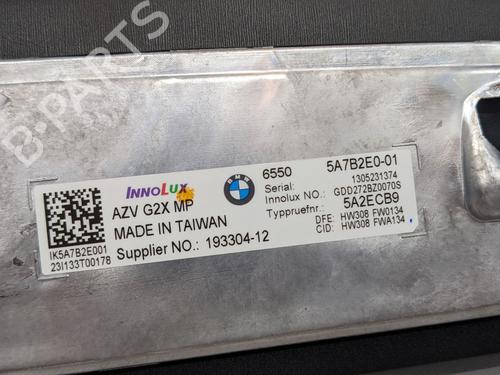 B-PARTS
INNOLUX
AZV G2X MP
MADE IN TAIWAN
Supplier NO.: 193304-12
IK5A7B2E001
23I133T00178
BMW
6550 5A7B2E0-01
Serial: 1305231374
Innolux NO.: GDD272BZ0070S
Typpruefnr.: 5A2ECB9
DFE: HW308 FW0134
CID: HW308 FWA134